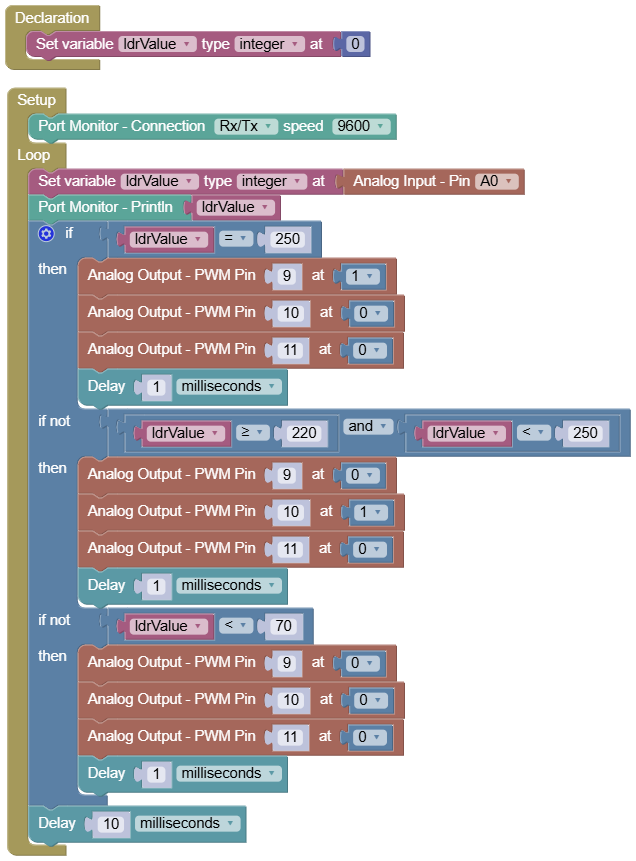 Declaration
Set variable ldrValue type integer at 0
Setup
Port Monitor - Connection Rx/Tx speed 9600
Loop
Set variable ldrValue type integer at Analog Input - Pin A0
Port Monitor - Println ldrValue
if ldrValue = 250
then Analog Output - PWM Pin 9 at 1
Analog Output - PWM Pin 10 at 0
Analog Output - PWM Pin 11 at 0
Delay 1 milliseconds
if not ldrValue ≥ 220 and ldrValue < 250
then Analog Output - PWM Pin 9 at 0
Analog Output - PWM Pin 10 at 1
Analog Output - PWM Pin 11 at 0
Delay 1 milliseconds
if not ldrValue < 70
then Analog Output - PWM Pin 9 at 0
Analog Output - PWM Pin 10 at 0
Analog Output - PWM Pin 11 at 0
Delay 1 milliseconds
Delay 10 milliseconds